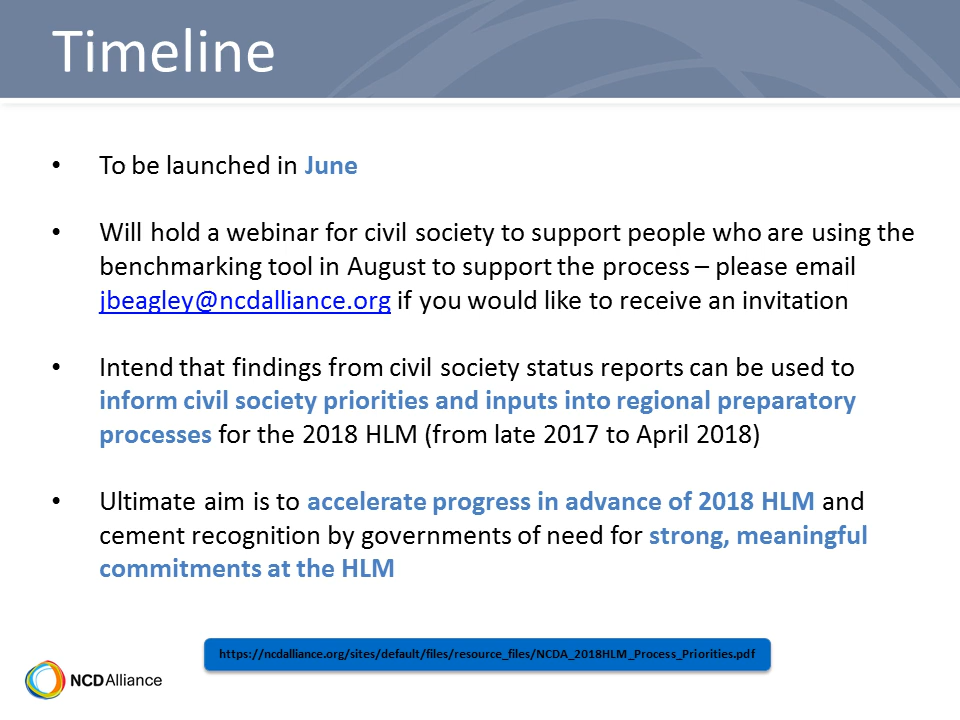 Timeline
• To be launched in June
• Will hold a webinar for civil society to support people who are using the
benchmarking tool in August to support the process – please email
jbeagley@ncdalliance.org if you would like to receive an invitation
• Intend that findings from civil society status reports can be used to
inform civil society priorities and inputs into regional preparatory
processes for the 2018 HLM (from late 2017 to April 2018)
• Ultimate aim is to accelerate progress in advance of 2018 HLM and
cement recognition by governments of need for strong, meaningful
commitments at the HLM
https://ncdalliance.org/sites/default/files/resource_files/NCDA_2018HLM_Process_Priorities.pdf
NCDAlliance